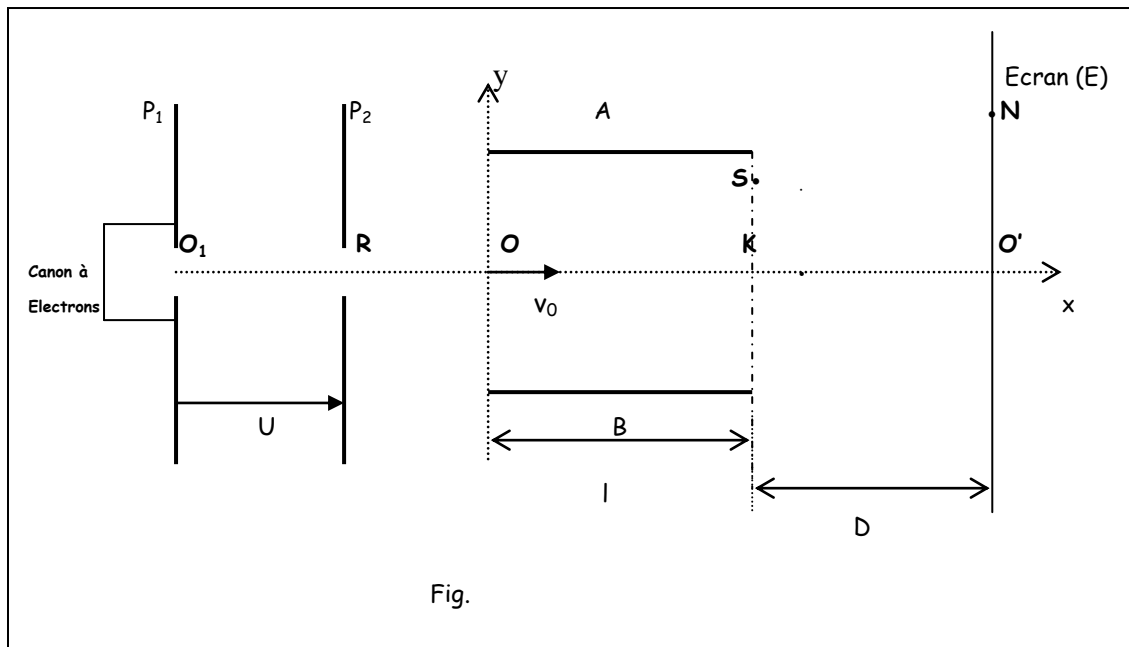 y
Ecran (E)
P₁ P₂ A N
S
O₁ R O K O'
Canon à
Electrons
v₀ x
U B
l
D
Fig.